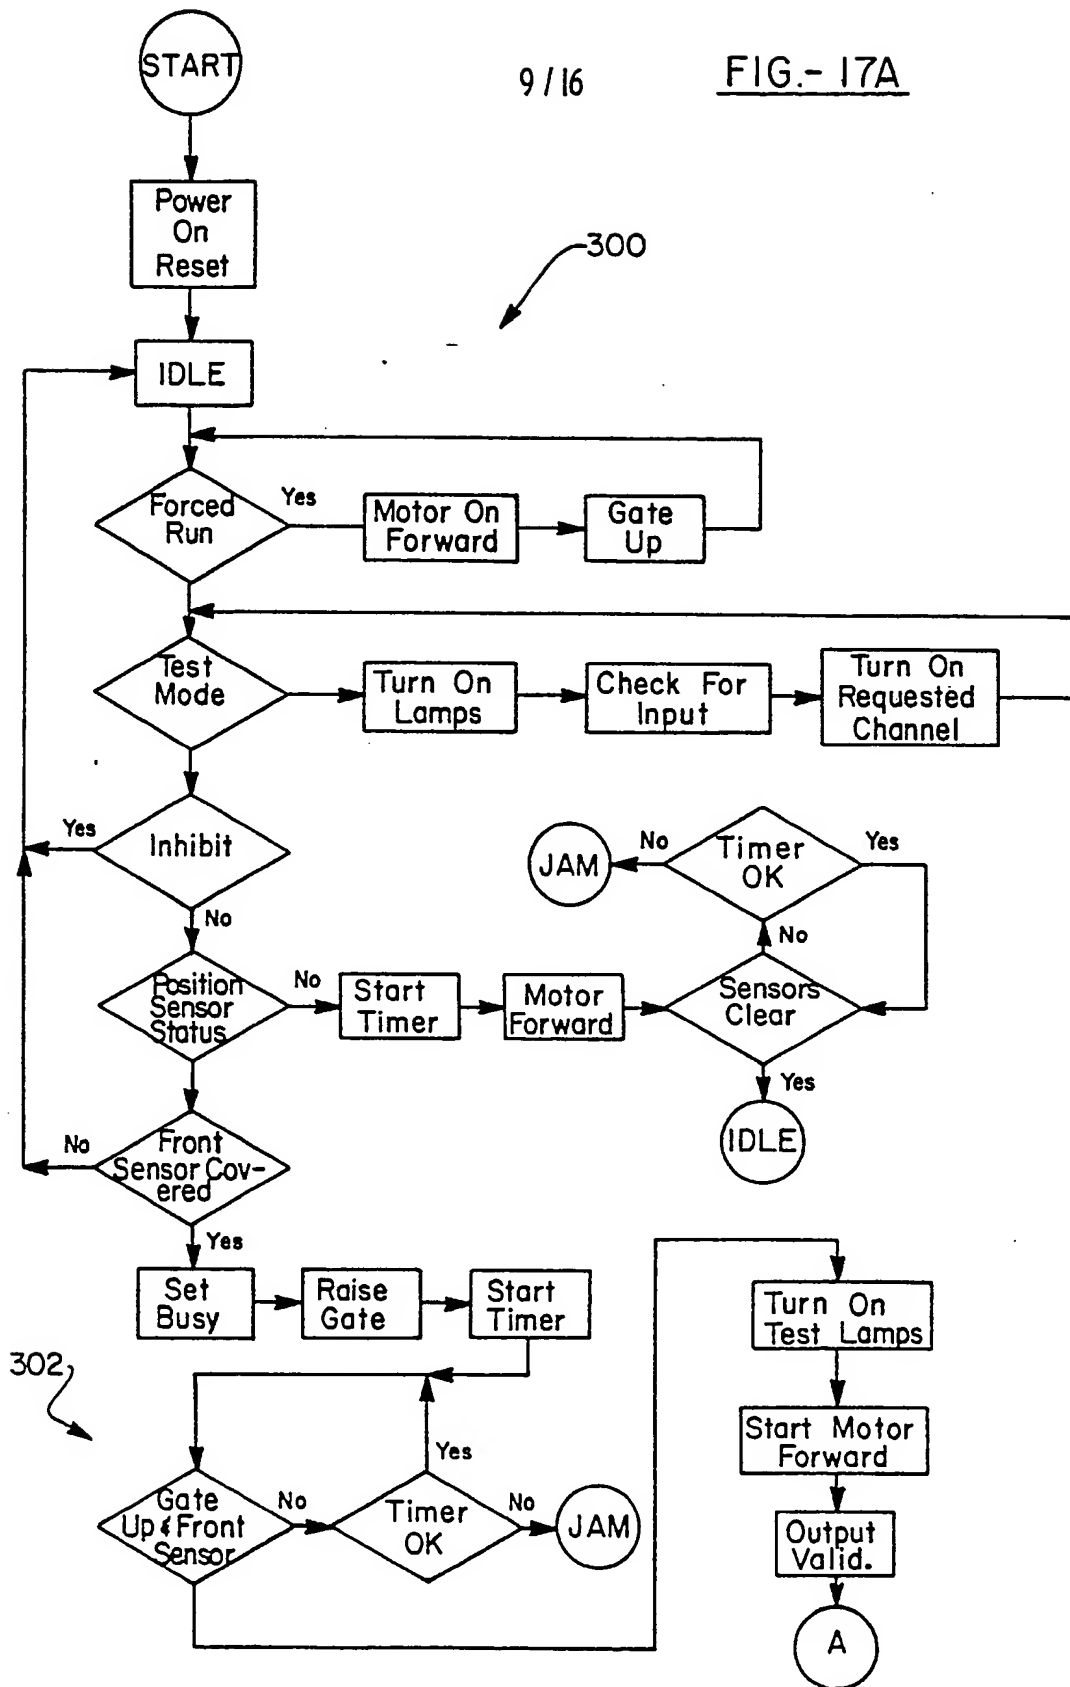 START
9/16
FIG.- 17A
Power
On
Reset
300
IDLE
Forced
Run
Yes
Motor On
Forward
Gate
Up
Test
Mode
Turn On
Lamps
Check For
Input
Turn On
Requested
Channel
Yes
Inhibit
No
JAM
No
Timer
OK
Yes
No
Position
Sensor
Status
No
Start
Timer
Motor
Forward
Sensors
Clear
Yes
IDLE
No
Front
Sensor Cov-
ered
Yes
Set
Busy
Raise
Gate
Start
Timer
Turn On
Test Lamps
302
Yes
Start Motor
Forward
Gate
Up & Front
Sensor
No
Timer
OK
No
JAM
Output
Valid.
A